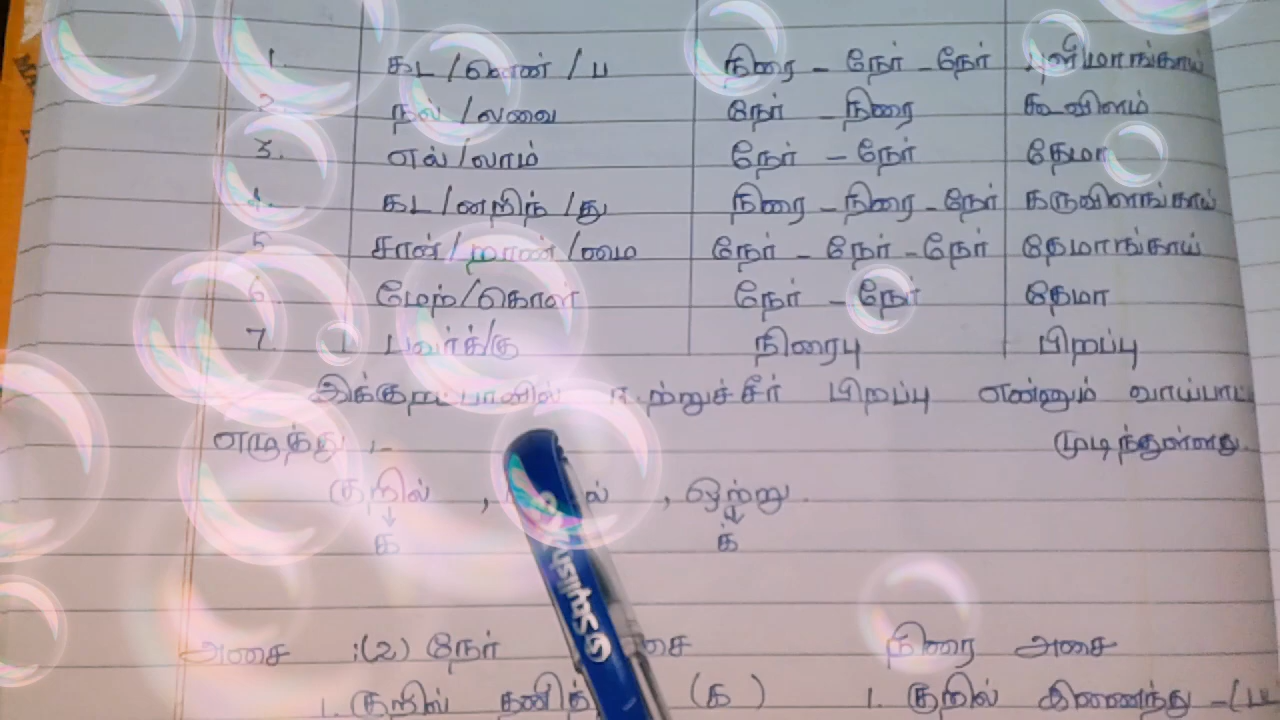 1. கட /னென் / ப நிரை - நேர் - நேர் புளிமாங்காய்
2. நல் /லவை நேர் - நிரை கூவிளம்
3. எல் /லாம் நேர் - நேர் தேமா
4. கட /னறிந் /து நிரை - நிரை - நேர் கருவிளங்காய்
5 சான் / றாண் /மை நேர் - நேர் - நேர் தேமாங்காய்
6. மேற் /கொள் நேர் - நேர் தேமா
7. பவர்க்/கு நிரைபு பிறப்பு
இக்குறட்பாவில் ஈற்றுச்சீர் பிறப்பு என்னும்
முடிந்துள்ளது.
எழுத்து :-
குறில் , , ஒற்று.
க க்
அசை :(2) நேர் நிரை அசை
1. குறில் (க) 1. குறில் இணைந்து -